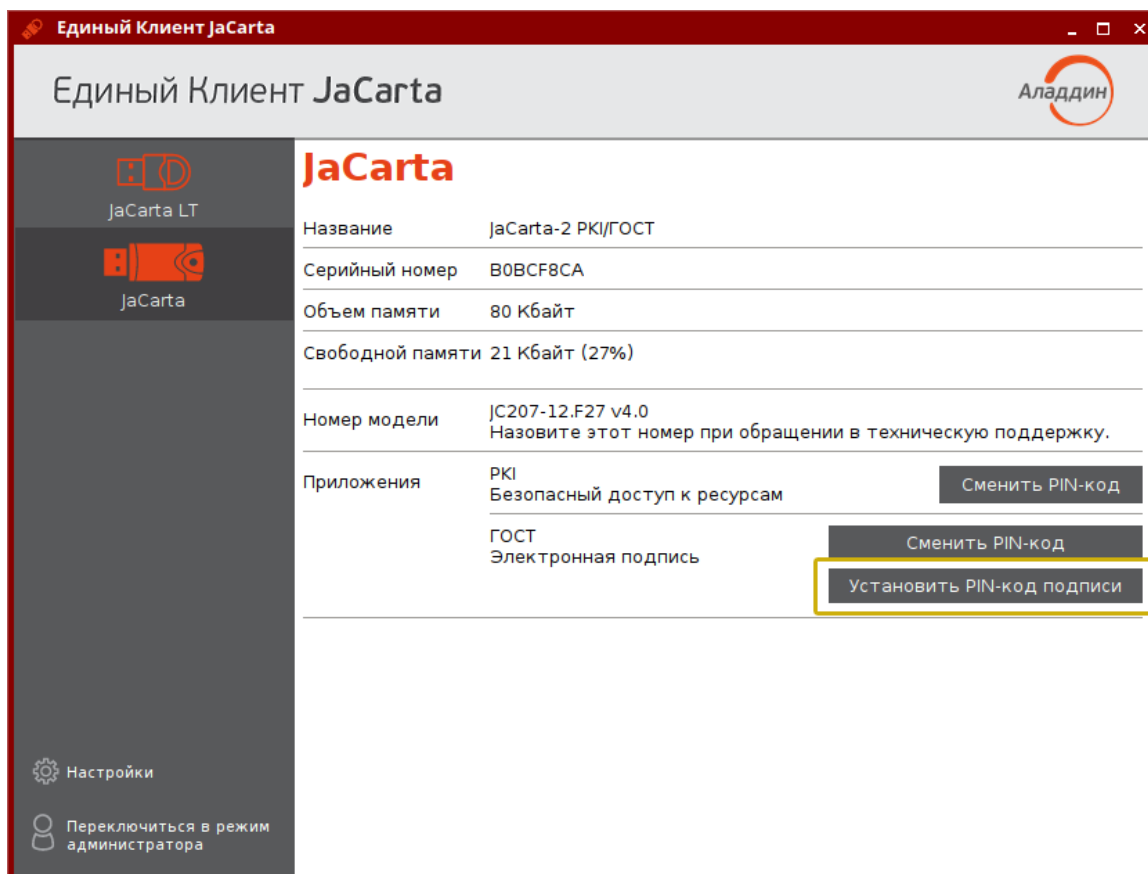 Единый Клиент JaCarta
Единый Клиент JaCarta
Аладдин
JaCarta LT
JaCarta
JaCarta
Название JaCarta-2 PKI/ГОСТ
Серийный номер B0BCF8CA
Объем памяти 80 Кбайт
Свободной памяти 21 Кбайт (27%)
Номер модели JC207-12.F27 v4.0
Назовите этот номер при обращении в техническую поддержку.
Приложения PKI
Безопасный доступ к ресурсам
Сменить PIN-код
ГОСТ
Электронная подпись
Сменить PIN-код
Установить PIN-код подписи
Настройки
Переключиться в режим
администратора